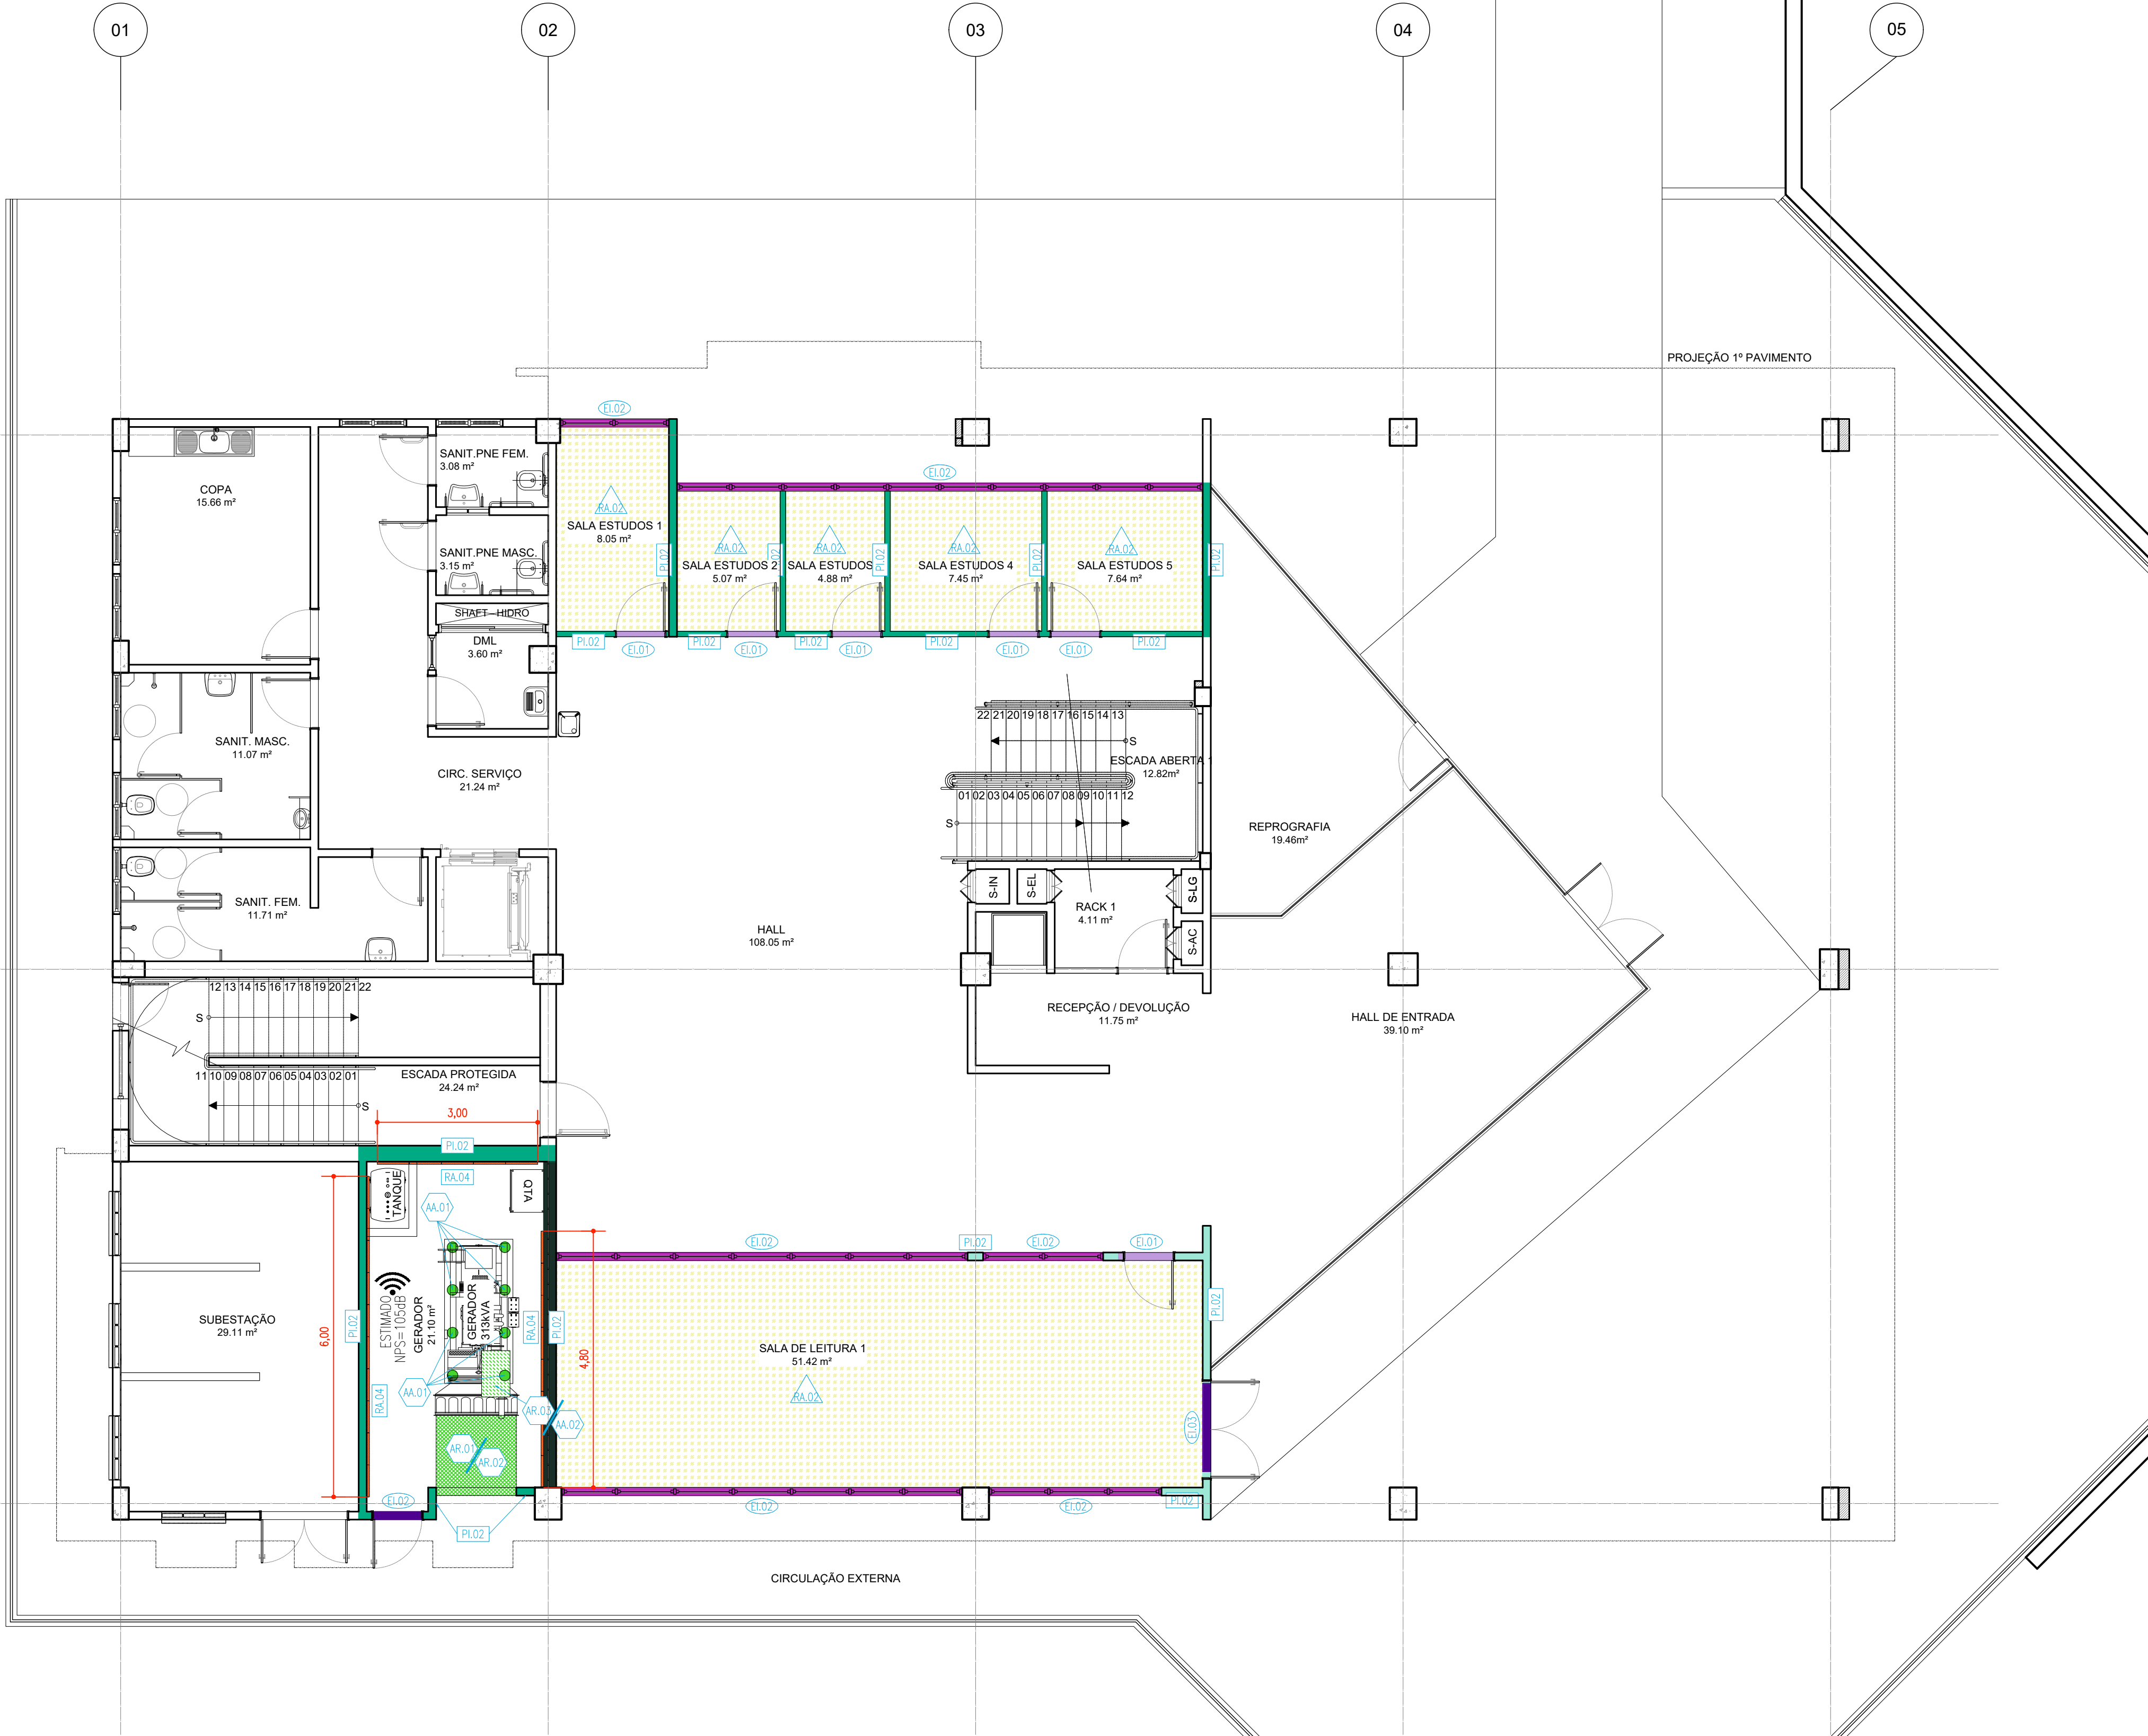 01
02
03
04
05
PROJEÇÃO 1º PAVIMENTO
EI.02
SANIT.PNE FEM.
3.08 m²
EI.02
COPA
15.66 m²
RA.02
SALA ESTUDOS 1
8.05 m²
PI.02
SANIT.PNE MASC.
3.15 m²
RA.02
SALA ESTUDOS 2
5.07 m²
PI.02
RA.02
SALA ESTUDOS
4.88 m²
PI.02
RA.02
SALA ESTUDOS 4
7.45 m²
PI.02
RA.02
SALA ESTUDOS 5
7.64 m²
PI.02
SHAFT - HIDRO
DML
3.60 m²
PI.02
EI.01
PI.02
EI.01
PI.02
EI.01
PI.02
EI.01
EI.01
PI.02
22 21 20 19 18 17 16 15 14 13
S
SANIT. MASC.
11.07 m²
ESCADA ABERTA 1
12.82m²
CIRC. SERVIÇO
21.24 m²
01 02 03 04 05 06 07 08 09 10 11 12
S
REPROGRAFIA
19.46m²
S-IN
S-EL
S-LG
SANIT. FEM.
11.71 m²
RACK 1
4.11 m²
HALL
108.05 m²
S-AC
12 13 14 15 16 17 18 19 20 21 22
S
RECEPÇÃO / DEVOLUÇÃO
11.75 m²
HALL DE ENTRADA
39.10 m²
11 10 09 08 07 06 05 04 03 02 01
S
ESCADA PROTEGIDA
24.24 m²
3,00
PI.02
RA.04
TANQUE
QTA
AA.01
EI.02
PI.02
EI.02
EI.01
PI.02
SUBESTAÇÃO
29.11 m²
6,00
PI.02
ESTIMADO
NPS=105dB
GERADOR
21.10 m²
GERADOR
313kVA
RA.04
PI.02
4,80
SALA DE LEITURA 1
51.42 m²
RA.02
RA.04
AA.01
AR.03
AA.02
AR.01
AR.02
EI.03
EI.02
PI.02
EI.02
EI.02
PI.02
CIRCULAÇÃO EXTERNA